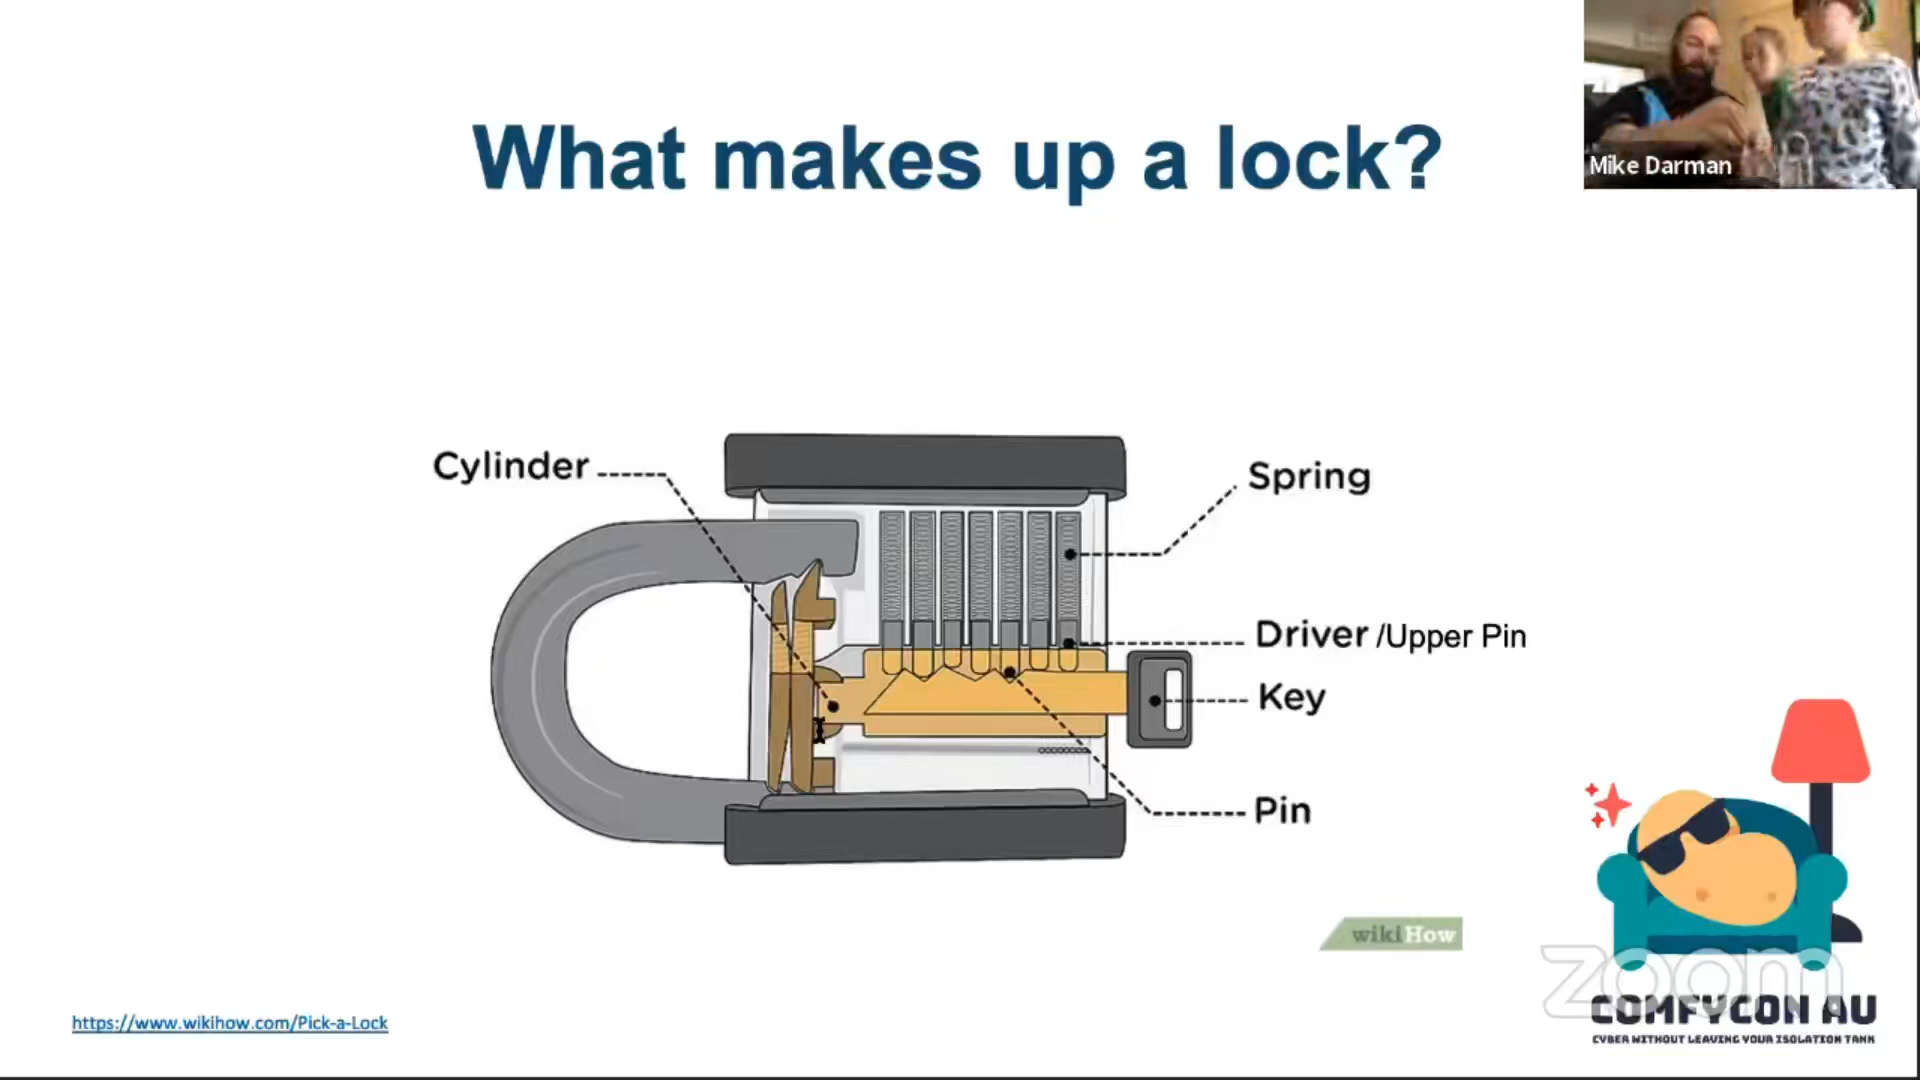 What makes up a lock?
Mike Darman
Cylinder
Spring
Driver /Upper Pin
Key
Pin
wikiHow
zoom
COMFYCON AU
CYBER WITHOUT LEAVING YOUR ISOLATION TANK
https://www.wikihow.com/Pick-a-Lock